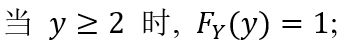 当 y ≥ 2 时, F_Y(y) = 1;